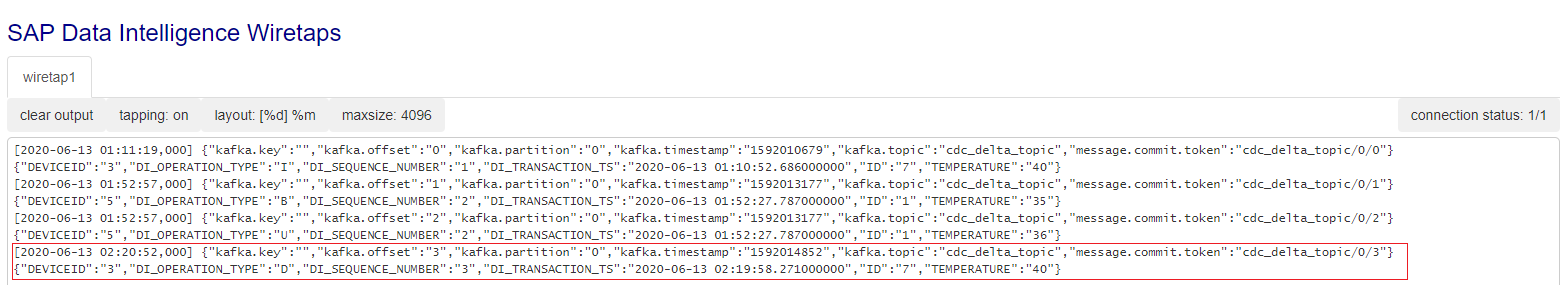 SAP Data Intelligence Wiretaps
wiretap1
clear output tapping: on layout: [%d] %m maxsize: 4096 connection status: 1/1
[2020-06-13 01:11:19,000] {"kafka.key":"","kafka.offset":"0","kafka.partition":"0","kafka.timestamp":"1592010679","kafka.topic":"cdc_delta_topic","message.commit.token":"cdc_delta_topic/0/0"}
{"DEVICEID":"3","DI_OPERATION_TYPE":"I","DI_SEQUENCE_NUMBER":"1","DI_TRANSACTION_TS":"2020-06-13 01:10:52.686000000","ID":"7","TEMPERATURE":"40"}
[2020-06-13 01:52:57,000] {"kafka.key":"","kafka.offset":"1","kafka.partition":"0","kafka.timestamp":"1592013177","kafka.topic":"cdc_delta_topic","message.commit.token":"cdc_delta_topic/0/1"}
{"DEVICEID":"5","DI_OPERATION_TYPE":"B","DI_SEQUENCE_NUMBER":"2","DI_TRANSACTION_TS":"2020-06-13 01:52:27.787000000","ID":"1","TEMPERATURE":"35"}
[2020-06-13 01:52:57,000] {"kafka.key":"","kafka.offset":"2","kafka.partition":"0","kafka.timestamp":"1592013177","kafka.topic":"cdc_delta_topic","message.commit.token":"cdc_delta_topic/0/2"}
{"DEVICEID":"5","DI_OPERATION_TYPE":"U","DI_SEQUENCE_NUMBER":"2","DI_TRANSACTION_TS":"2020-06-13 01:52:27.787000000","ID":"1","TEMPERATURE":"36"}
[2020-06-13 02:20:52,000] {"kafka.key":"","kafka.offset":"3","kafka.partition":"0","kafka.timestamp":"1592014852","kafka.topic":"cdc_delta_topic","message.commit.token":"cdc_delta_topic/0/3"}
{"DEVICEID":"3","DI_OPERATION_TYPE":"D","DI_SEQUENCE_NUMBER":"3","DI_TRANSACTION_TS":"2020-06-13 02:19:58.271000000","ID":"7","TEMPERATURE":"40"}